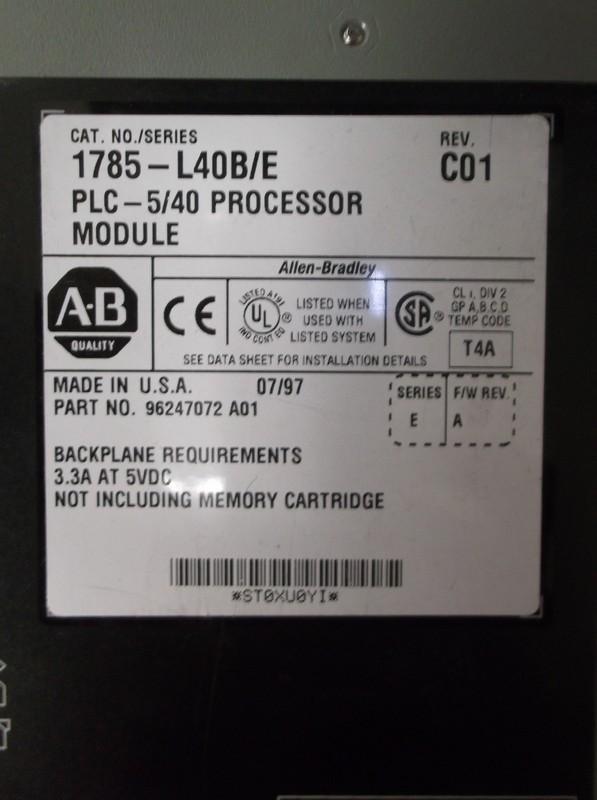 CAT. NO./SERIES
REV.
1785–L40B/E
C01
PLC–5/40 PROCESSOR
MODULE
Allen-Bradley
A-B
QUALITY
CE
UL
®
LISTED WHEN
USED WITH
LISTED SYSTEM
SA
®
CL I, DIV 2
GP A,B,C,D
TEMP CODE
T4A
SEE DATA SHEET FOR INSTALLATION DETAILS
MADE IN U.S.A. 07/97
PART NO. 96247072 A01
SERIES F/W REV.
E A
BACKPLANE REQUIREMENTS
3.3A AT 5VDC
NOT INCLUDING MEMORY CARTRIDGE
*ST0XU0YI*